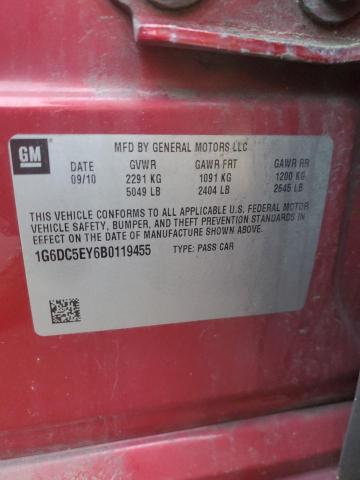 GM
MFD BY GENERAL MOTORS LLC
DATE GVWR GAWR FRT GAWR RR
09/10 2291 KG 1091 KG 1200 KG
5049 LB 2404 LB 2645 LB
THIS VEHICLE CONFORMS TO ALL APPLICABLE U.S. FEDERAL MOTOR
VEHICLE SAFETY, BUMPER, AND THEFT PREVENTION STANDARDS IN
EFFECT ON THE DATE OF MANUFACTURE SHOWN ABOVE.
1G6DC5EY6B0119455 TYPE: PASS CAR